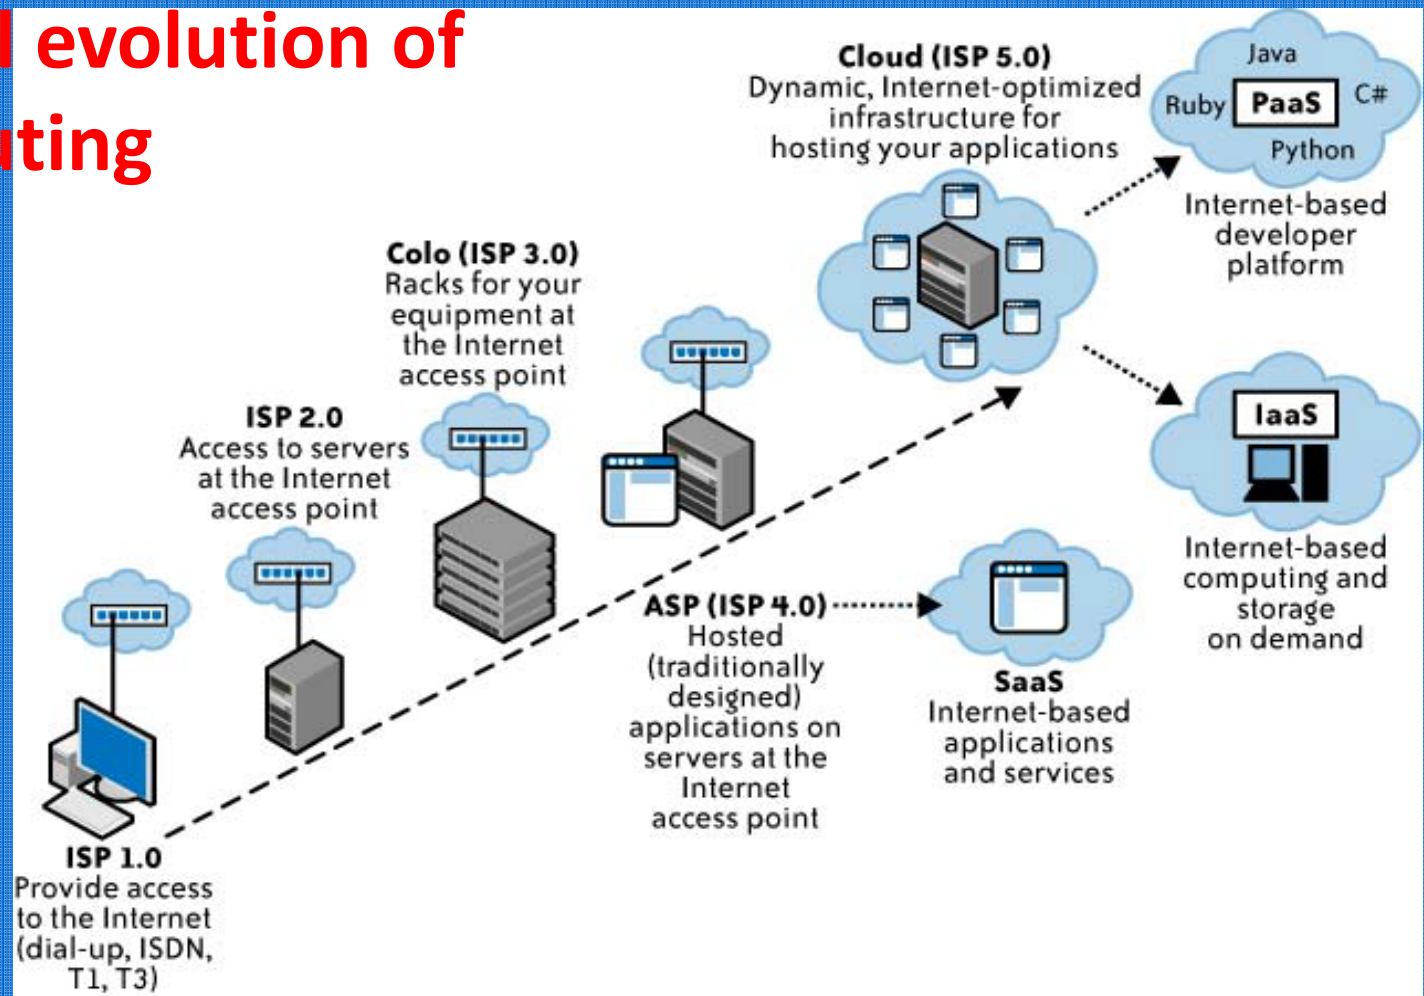 evolution of
Cloud (ISP 5.0)
Dynamic, Internet-optimized
infrastructure for
hosting your applications
Java
Ruby
PaaS
C#
Python
Internet-based
developer
platform
Colo (ISP 3.0)
Racks for your
equipment at
the Internet
access point
ISP 2.0
Access to servers
at the Internet
access point
IaaS
Internet-based
computing and
storage
on demand
ASP (ISP 4.0)
Hosted
(traditionally
designed)
applications on
servers at the
Internet
access point
SaaS
Internet-based
applications
and services
ISP 1.0
Provide access
to the Internet
(dial-up, ISDN,
T1, T3)